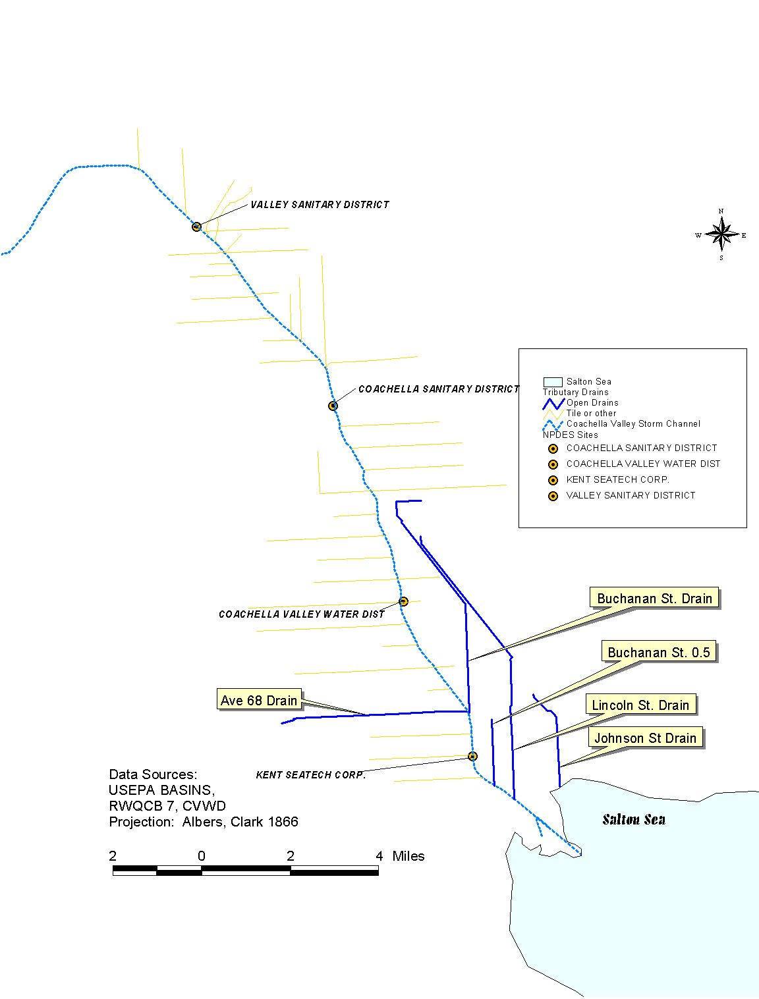 VALLEY SANITARY DISTRICT
N
W E
S
COACHELLA SANITARY DISTRICT
Salton Sea
Tributary Drains
Open Drains
Tile or other
Coachella Valley Storm Channel
NPDES Sites
COACHELLA SANITARY DISTRICT
COACHELLA VALLEY WATER DIST
KENT SEATECH CORP.
VALLEY SANITARY DISTRICT
Buchanan St. Drain
COACHELLA VALLEY WATER DIST
Buchanan St. 0.5
Ave 68 Drain
Lincoln St. Drain
Johnson St Drain
KENT SEATECH CORP.
Data Sources:
USEPA BASINS,
RWQCB 7, CVWD
Projection: Albers, Clark 1866
Salton Sea
2 0 2 4 Miles